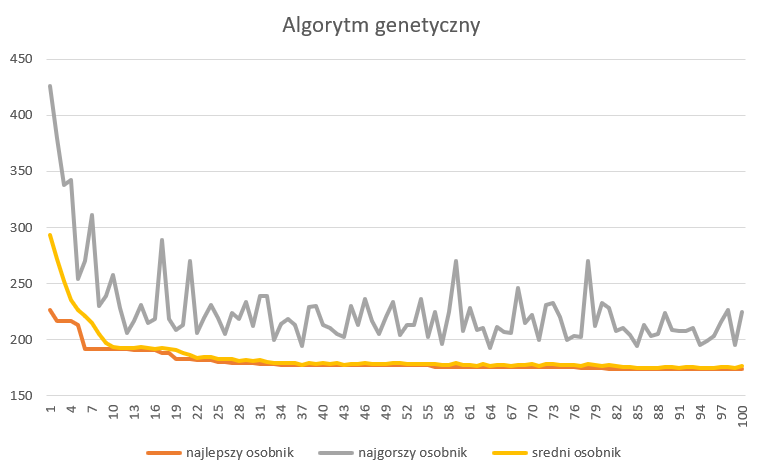 Algorytm genetyczny
450
400
350
300
250
200
150
1 4 7 10 13 16 19 22 25 28 31 34 37 40 43 46 49 52 55 58 61 64 67 70 73 76 79 82 85 88 91 94 97 100
najlepszy osobnik najgorszy osobnik sredni osobnik